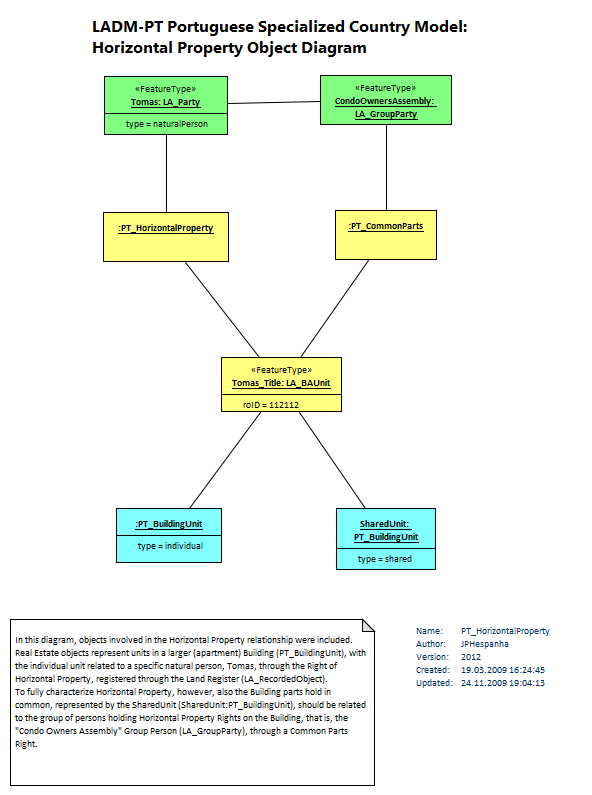 LADM-PT Portuguese Specialized Country Model:
Horizontal Property Object Diagram
«FeatureType»
Tomas: LA_Party
type = naturalPerson
«FeatureType»
CondoOwnersAssembly:
LA_GroupParty
:PT_HorizontalProperty
:PT_CommonParts
«FeatureType»
Tomas_Title: LA_BAUnit
roID = 112112
:PT_BuildingUnit
type = individual
SharedUnit:
PT_BuildingUnit
type = shared
In this diagram, objects involved in the Horizontal Property relationship were included.
Real Estate objects represent units in a larger (apartment) Building (PT_BuildingUnit), with
the individual unit related to a specific natural person, Tomas, through the Right of
Horizontal Property, registered through the Land Register (LA_RecordedObject).
To fully characterize Horizontal Property, however, also the Building parts hold in
common, represented by the SharedUnit (SharedUnit:PT_BuildingUnit), should be related
to the group of persons holding Horizontal Property Rights on the Building, that is, the
"Condo Owners Assembly" Group Person (LA_GroupParty), through a Common Parts
Right.
Name: PT_HorizontalProperty
Author: JPHespanha
Version: 2012
Created: 19.03.2009 16:24:45
Updated: 24.11.2009 19:04:13